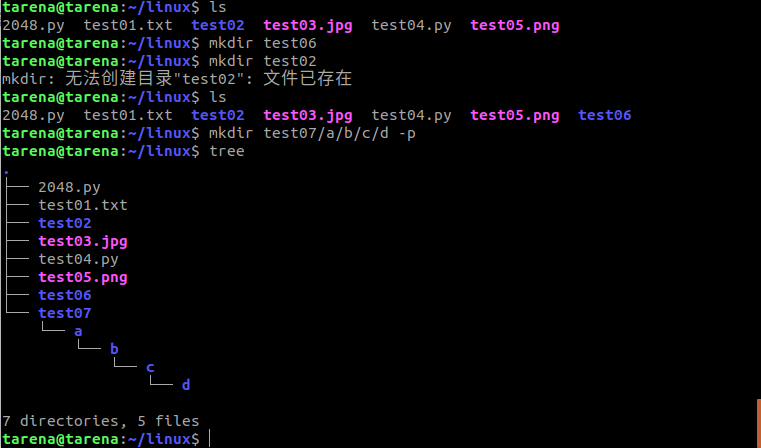 tarena@tarena:~/linux$ ls
2048.py  test01.txt  test02  test03.jpg  test04.py  test05.png
tarena@tarena:~/linux$ mkdir test06
tarena@tarena:~/linux$ mkdir test02
mkdir: 无法创建目录"test02": 文件已存在
tarena@tarena:~/linux$ ls
2048.py  test01.txt  test02  test03.jpg  test04.py  test05.png  test06
tarena@tarena:~/linux$ mkdir test07/a/b/c/d -p
tarena@tarena:~/linux$ tree
.
├── 2048.py
├── test01.txt
├── test02
├── test03.jpg
├── test04.py
├── test05.png
├── test06
└── test07
    └── a
        └── b
            └── c
                └── d
7 directories, 5 files
tarena@tarena:~/linux$